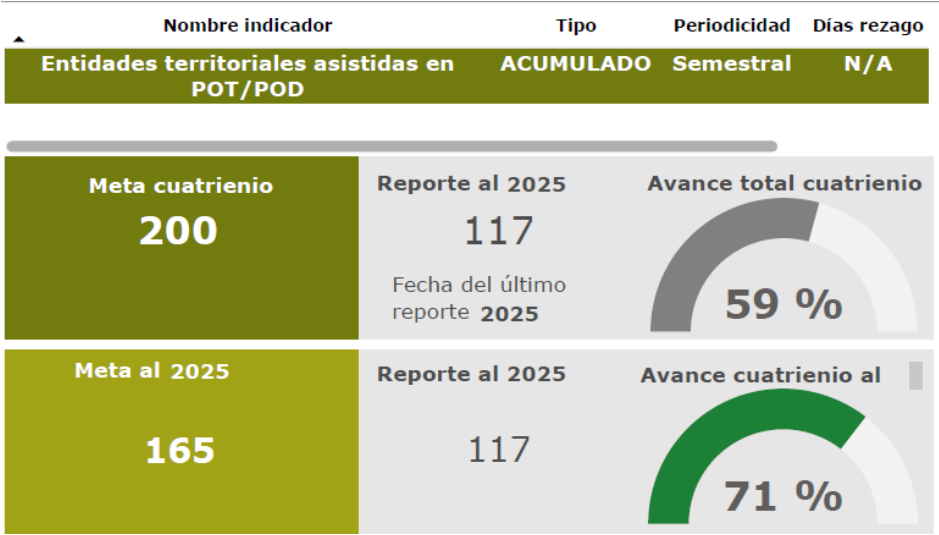 Nombre indicador Tipo Periodicidad Días rezago
Entidades territoriales asistidas en ACUMULADO Semestral N/A
POT/POD
Meta cuatrienio Reporte al 2025 Avance total cuatrienio
200 117
Fecha del último
reporte 2025
59 %
Meta al 2025 Reporte al 2025 Avance cuatrienio al
165 117
71 %